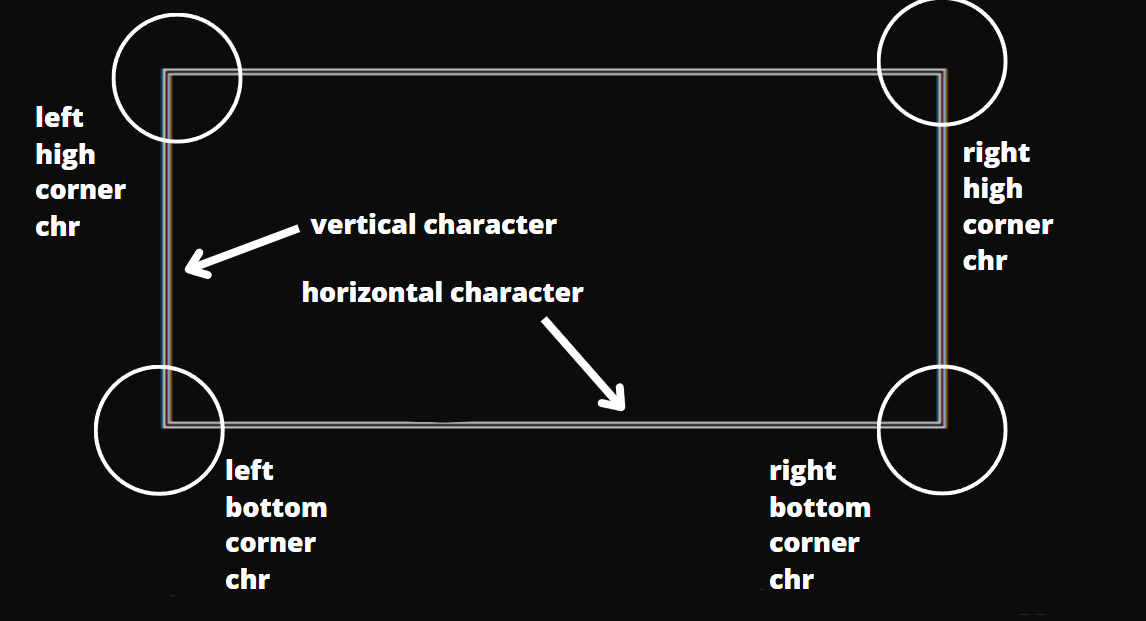 left
high
corner
chr
right
high
corner
chr
vertical character
horizontal character
left
bottom
corner
chr
right
bottom
corner
chr